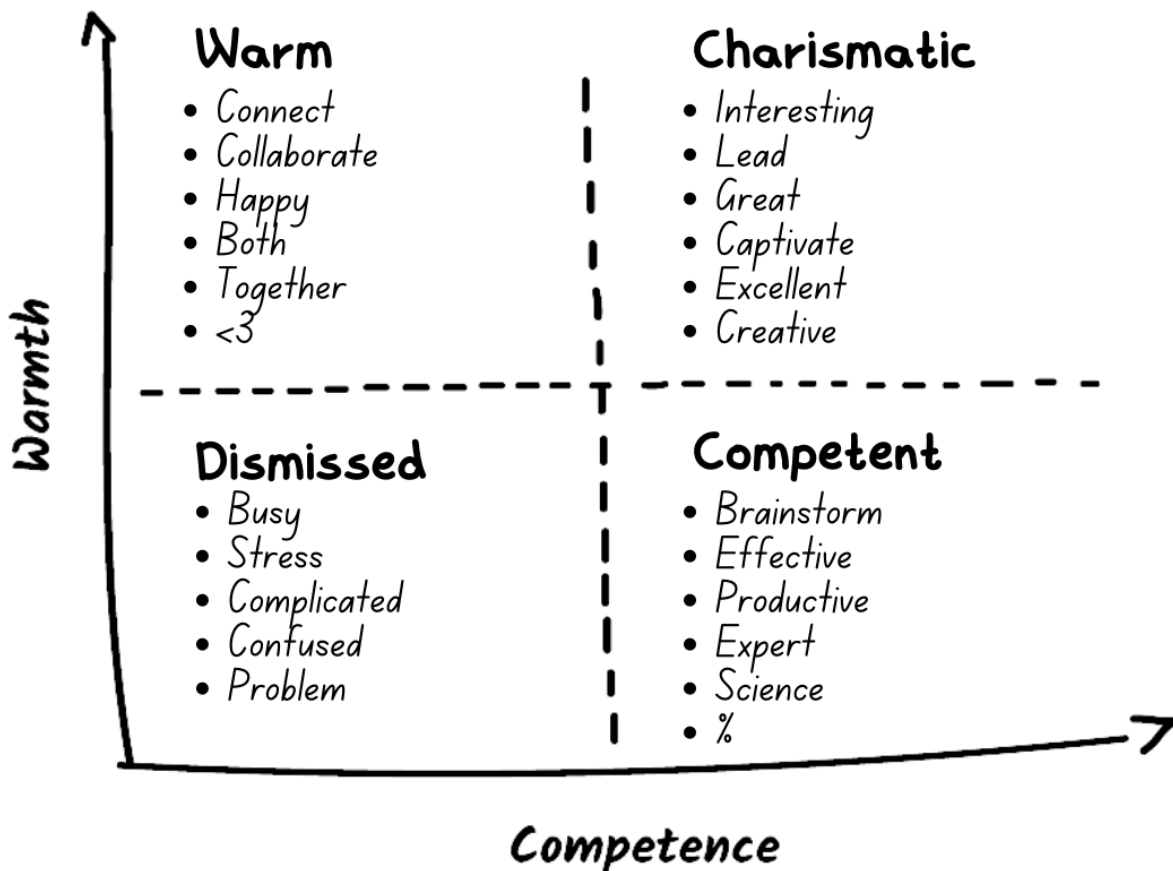 Warm
• Connect
• Collaborate
• Happy
• Both
• Together
• <3
Charismatic
• Interesting
• Lead
• Great
• Captivate
• Excellent
• Creative
Warmth
Dismissed
• Busy
• Stress
• Complicated
• Confused
• Problem
Competent
• Brainstorm
• Effective
• Productive
• Expert
• Science
• %
Competence